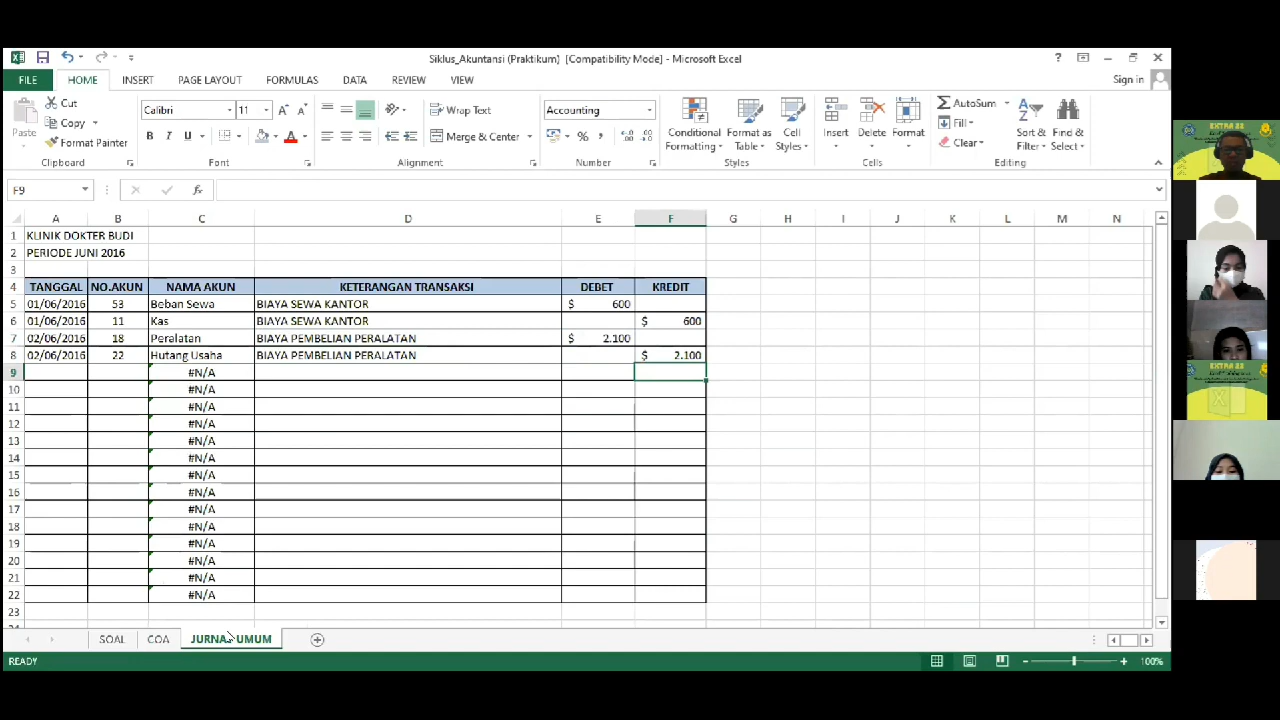 Siklus_Akuntansi (Praktikum) [Compatibility Mode] - Microsoft Excel
FILE HOME INSERT PAGE LAYOUT FORMULAS DATA REVIEW VIEW Sign in
Cut
Copy
Format Painter
Paste
Calibri 11
B I U
Wrap Text
Merge & Center
Accounting
Conditional Formatting
Format as Table
Cell Styles
Insert Delete Format
AutoSum
Fill
Clear
Sort & Filter
Find & Select
Clipboard Font Alignment Number Styles Cells Editing
F9 fx
A B C D E F G H I J K L M N
1 KLINIK DOKTER BUDI
2 PERIODE JUNI 2016
3
4 TANGGAL NO.AKUN NAMA AKUN KETERANGAN TRANSAKSI DEBET KREDIT
5 01/06/2016 53 Beban Sewa BIAYA SEWA KANTOR $ 600
6 01/06/2016 11 Kas BIAYA SEWA KANTOR $ 600
7 02/06/2016 18 Peralatan BIAYA PEMBELIAN PERALATAN $ 2.100
8 02/06/2016 22 Hutang Usaha BIAYA PEMBELIAN PERALATAN $ 2.100
9 #N/A
10 #N/A
11 #N/A
12 #N/A
13 #N/A
14 #N/A
15 #N/A
16 #N/A
17 #N/A
18 #N/A
19 #N/A
20 #N/A
21 #N/A
22 #N/A
23
SOAL COA JURNAL UMUM
READY 100%